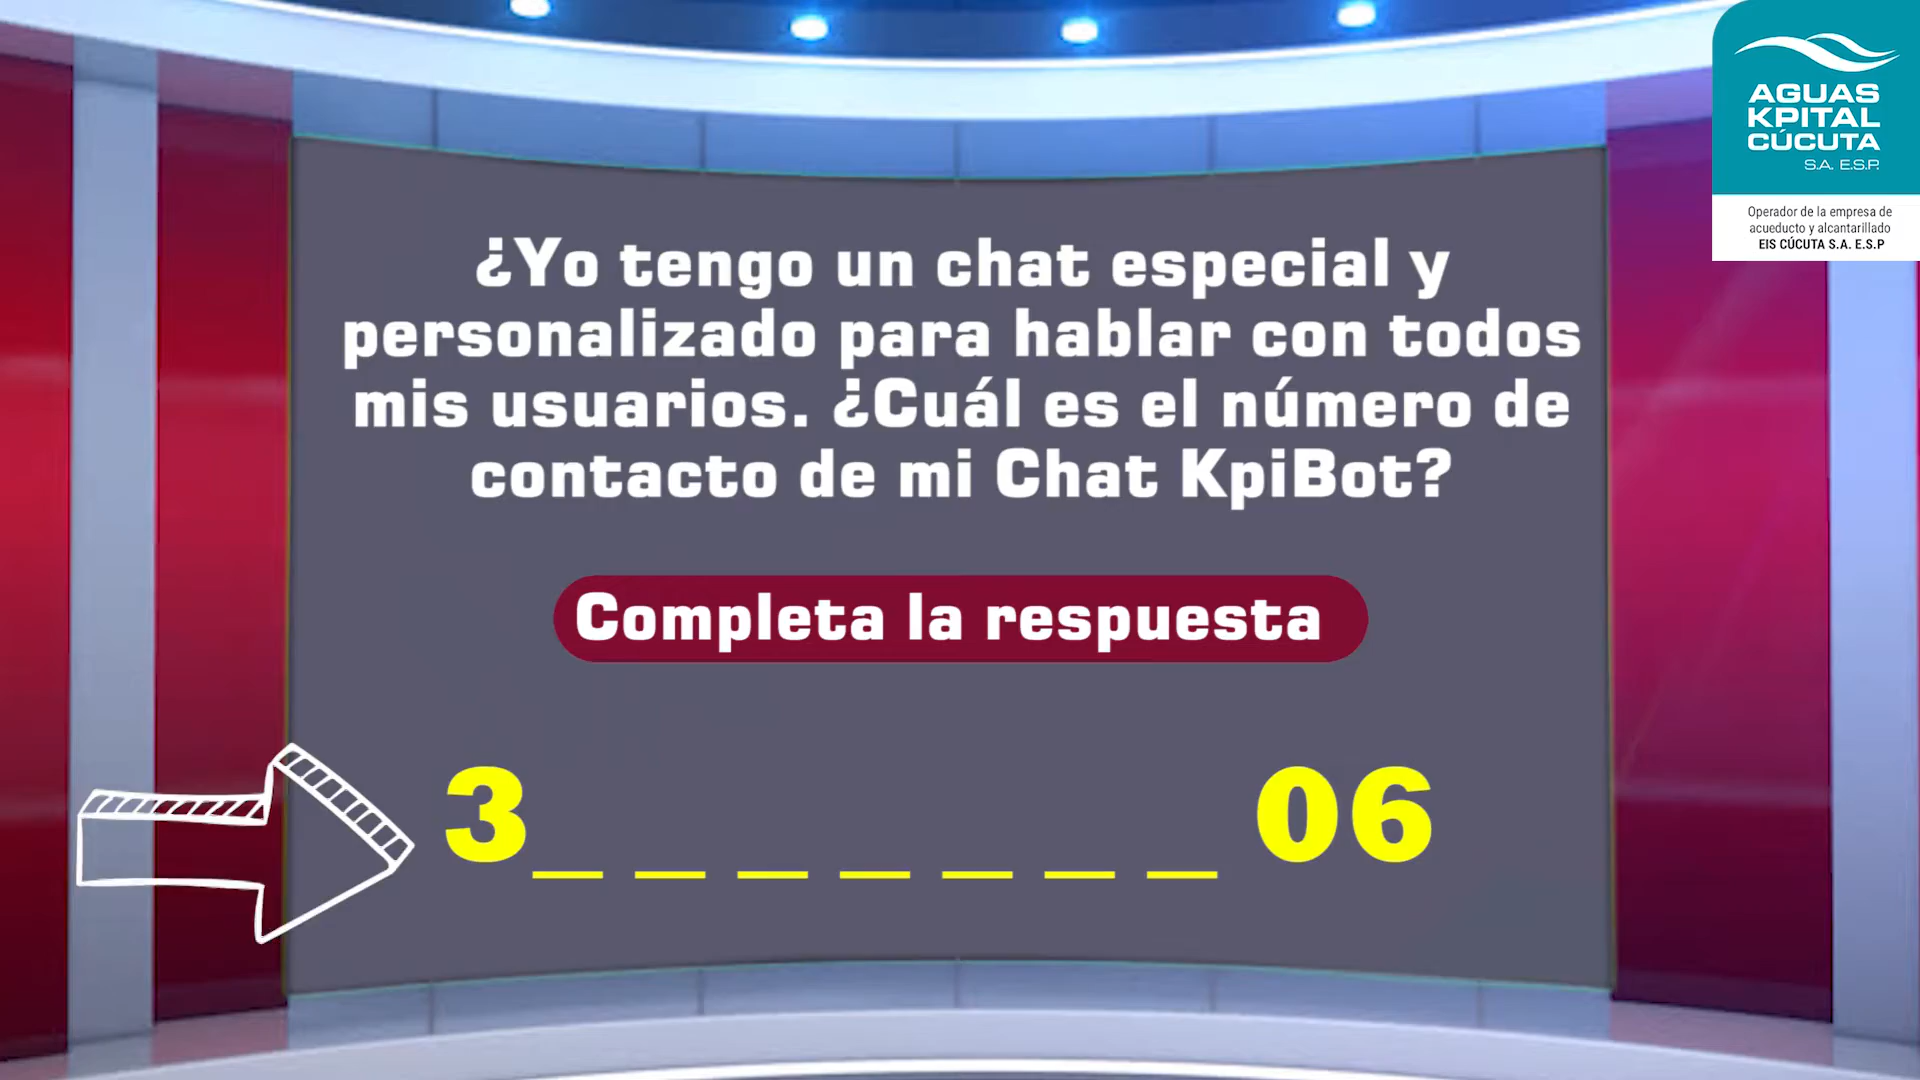 AGUAS
KPITAL
CÚCUTA
S.A. E.S.P.
Operador de la empresa de
acueducto y alcantarillado
EIS CÚCUTA S.A. E.S.P
¿Yo tengo un chat especial y
personalizado para hablar con todos
mis usuarios. ¿Cuál es el número de
contacto de mi Chat KpiBot?
Completa la respuesta
3_ _ _ _ _ _ _ 06